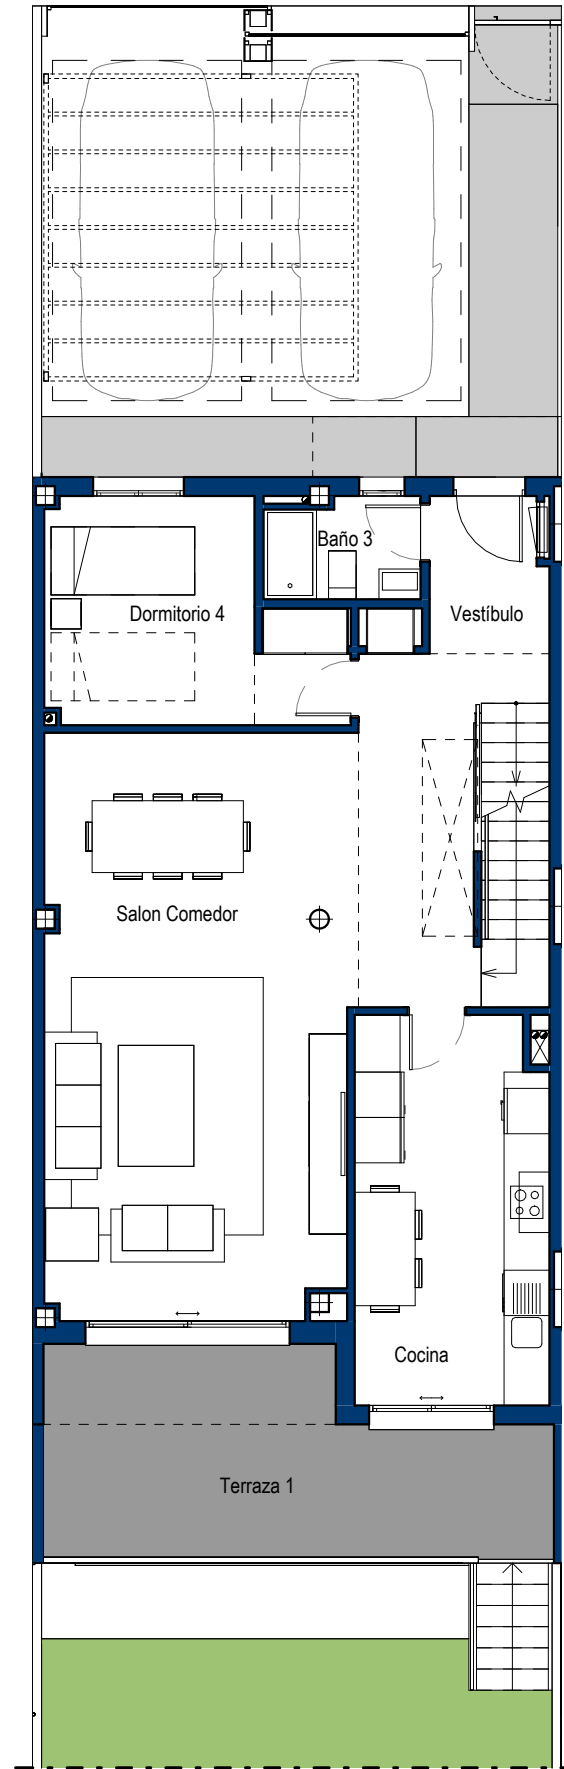 Baño 3
Dormitorio 4
Vestíbulo
Salon Comedor
Cocina
Terraza 1